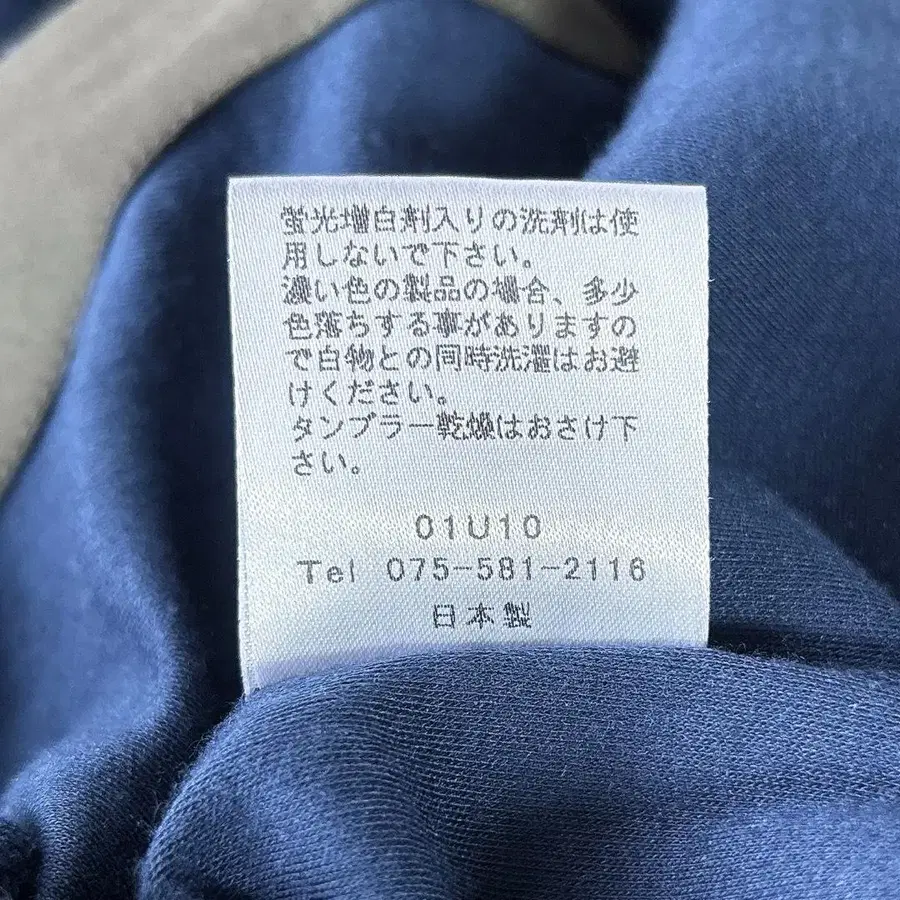 蛍光増白剤入りの洗剤は使
用しないで下さい。
濃い色の製品の場合、多少
色落ちする事がありますの
で白物との同時洗濯はお避
けください。
タンブラー乾燥はおさけ下
さい。
01U10
Tel 075-581-2116
日本製